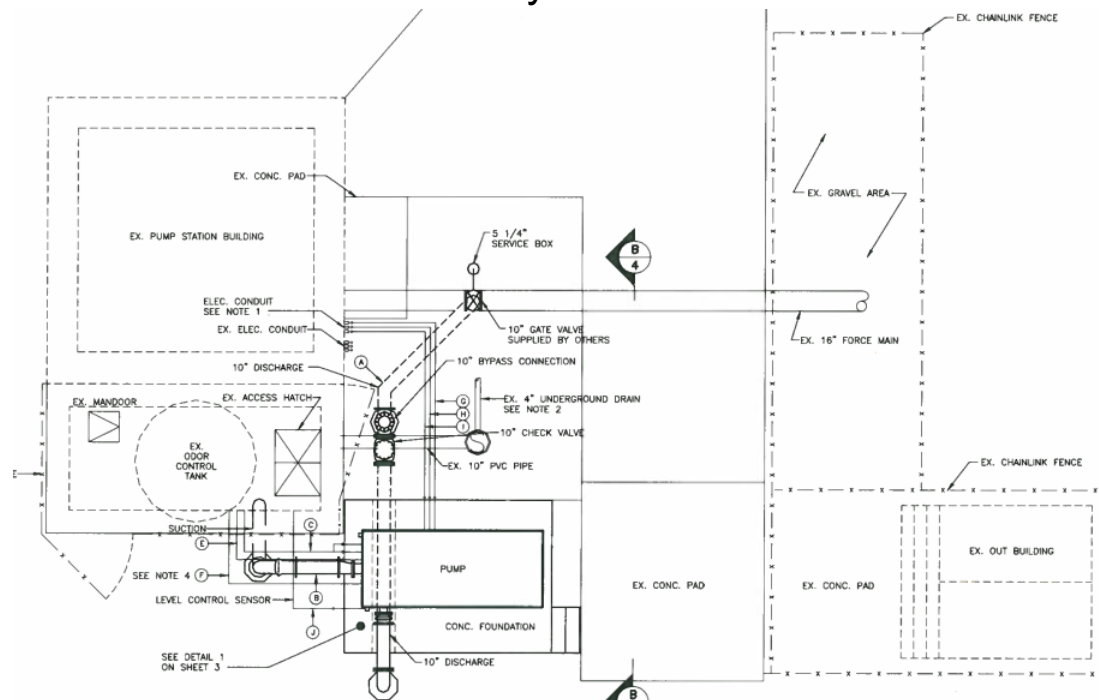 EX. CHAINLINK FENCE
EX. CONC. PAD
EX. GRAVEL AREA
EX. PUMP STATION BUILDING
5 1/4"
SERVICE BOX
B
4
ELEC. CONDUIT
SEE NOTE 1
EX. ELEC. CONDUIT
10" GATE VALVE
SUPPLIED BY OTHERS
EX. 16" FORCE MAIN
A
10" BYPASS CONNECTION
10" DISCHARGE
EX. MANDOOR
EX. ACCESS HATCH
G
EX. 4" UNDERGROUND DRAIN
SEE NOTE 2
H
I
10" CHECK VALVE
EX.
ODOR
CONTROL
TANK
EX. 10" PVC PIPE
EX. CHAINLINK FENCE
SUCTION
C
E
EX. OUT BUILDING
PUMP
SEE NOTE 4
F
EX. CONC. PAD
EX. CONC. PAD
LEVEL CONTROL SENSOR
B
J
CONC. FOUNDATION
SEE DETAIL 1
ON SHEET 3
10" DISCHARGE
B